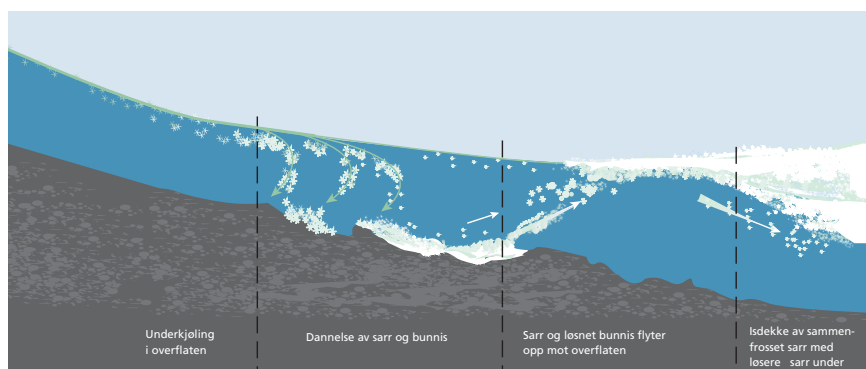 Underkjøling
i overflaten
Dannelse av sarr og bunnis
Sarr og løsnet bunnis flyter
opp mot overflaten
Isdekke av sammen-
frosset sarr med
løsere sarr under